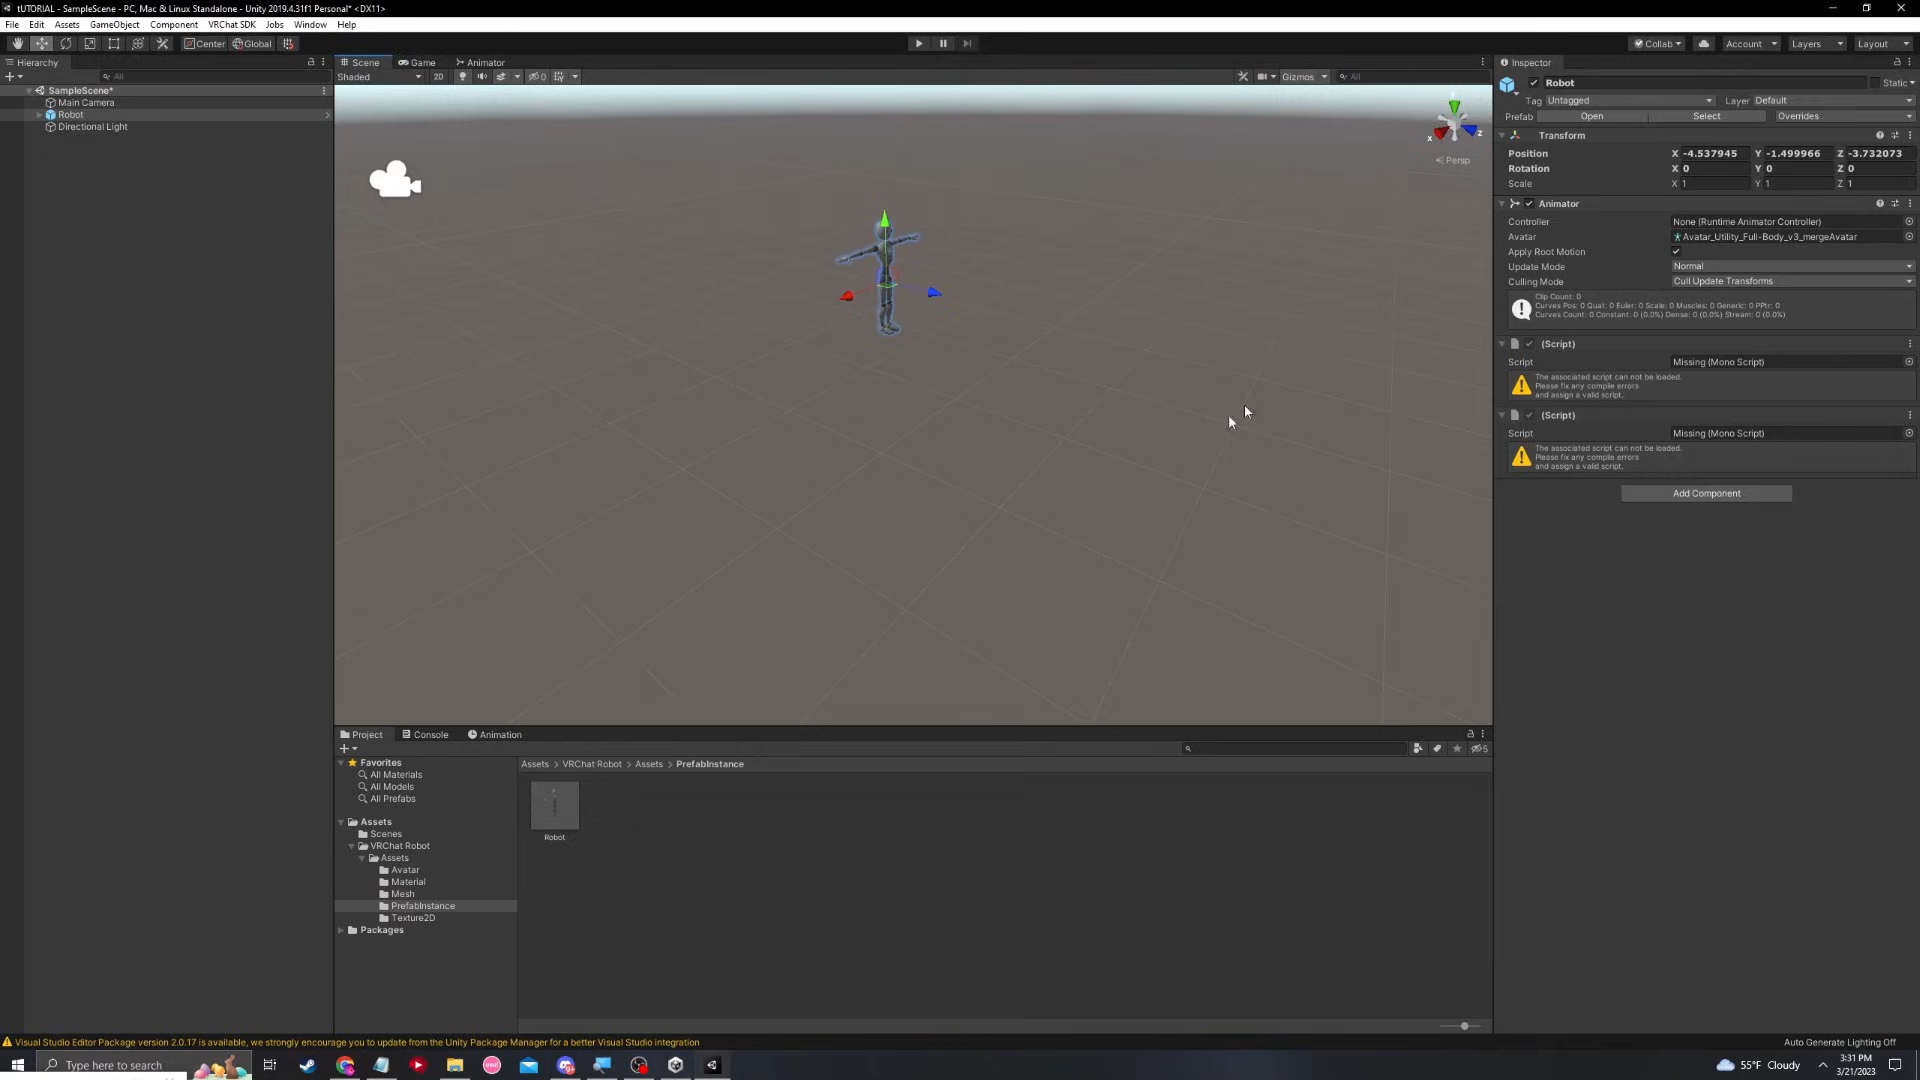 tUTORIAL - SampleScene - PC, Mac & Linux Standalone - Unity 2019.4.31f1 Personal* <DX11>
File Edit Assets GameObject Component VRChat SDK Jobs Window Help
Center Global Collab Account Layers Layout
Hierarchy
All
SampleScene*
Main Camera
Robot
Directional Light
Scene Game Animator
Shaded 2D 0 Gizmos All
x z
Persp
Inspector
Robot Static
Tag Untagged Layer Default
Prefab Open Select Overrides
Transform
Position X -4.537945 Y -1.499966 Z -3.732073
Rotation X 0 Y 0 Z 0
Scale X 1 Y 1 Z 1
Animator
Controller None (Runtime Animator Controller)
Avatar Avatar_Utility_Full-Body_v3_mergeAvatar
Apply Root Motion
Update Mode Normal
Culling Mode Cull Update Transforms
Clip Count: 0
Curves Pos: 0 Quat: 0 Euler: 0 Scale: 0 Muscles: 0 Generic: 0 PPtr: 0
Curves Count: 0 Constant: 0 (0.0%) Dense: 0 (0.0%) Stream: 0 (0.0%)
(Script)
Script Missing (Mono Script)
The associated script can not be loaded.
Please fix any compile errors
and assign a valid script.
(Script)
Script Missing (Mono Script)
The associated script can not be loaded.
Please fix any compile errors
and assign a valid script.
Add Component
Project Console Animation
5
Favorites
All Materials
All Models
All Prefabs
Assets
Scenes
VRChat Robot
Assets
Avatar
Material
Mesh
PrefabInstance
Texture2D
Packages
Assets > VRChat Robot > Assets > PrefabInstance
Robot
Visual Studio Editor Package version 2.0.17 is available, we strongly encourage you to update from the Unity Package Manager for a better Visual Studio integration
Auto Generate Lighting Off
Type here to search
55°F Cloudy
3:31 PM
3/21/2023